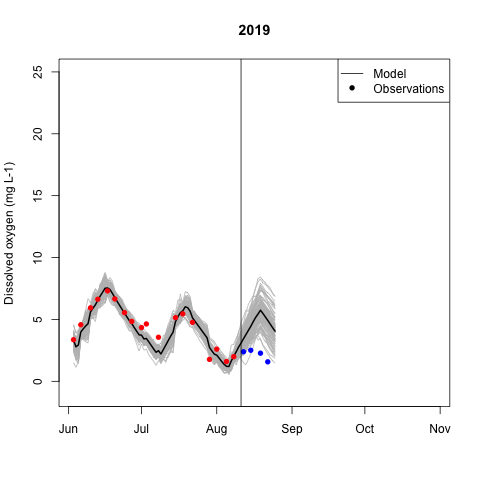 2019
Model
Observations
Dissolved oxygen (mg L-1)
25
20
15
10
5
0
Jun Jul Aug Sep Oct Nov